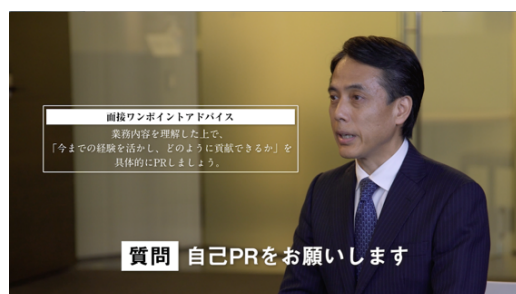 面接ワンポイントアドバイス
業務内容を理解した上で、
「今までの経験を活かし、どのように貢献できるか」を
具体的にPRしましょう。
質問 自己PRをお願いします